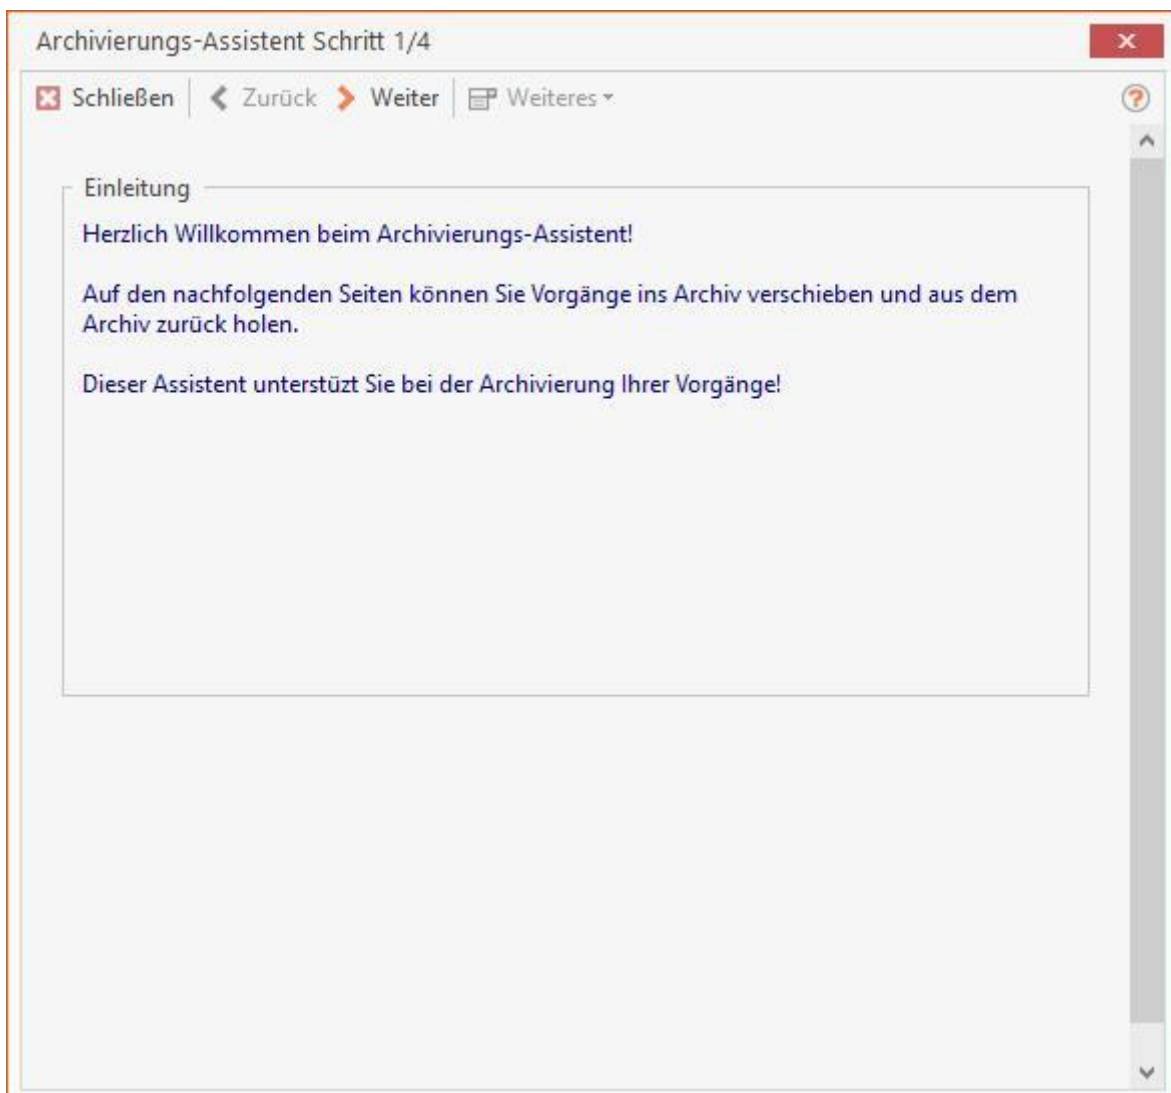 Archivierungs-Assistent Schritt 1/4
Schließen Zurück Weiter Weiteres
Einleitung
Herzlich Willkommen beim Archivierungs-Assistent!
Auf den nachfolgenden Seiten können Sie Vorgänge ins Archiv verschieben und aus dem
Archiv zurück holen.
Dieser Assistent unterstüzt Sie bei der Archivierung Ihrer Vorgänge!